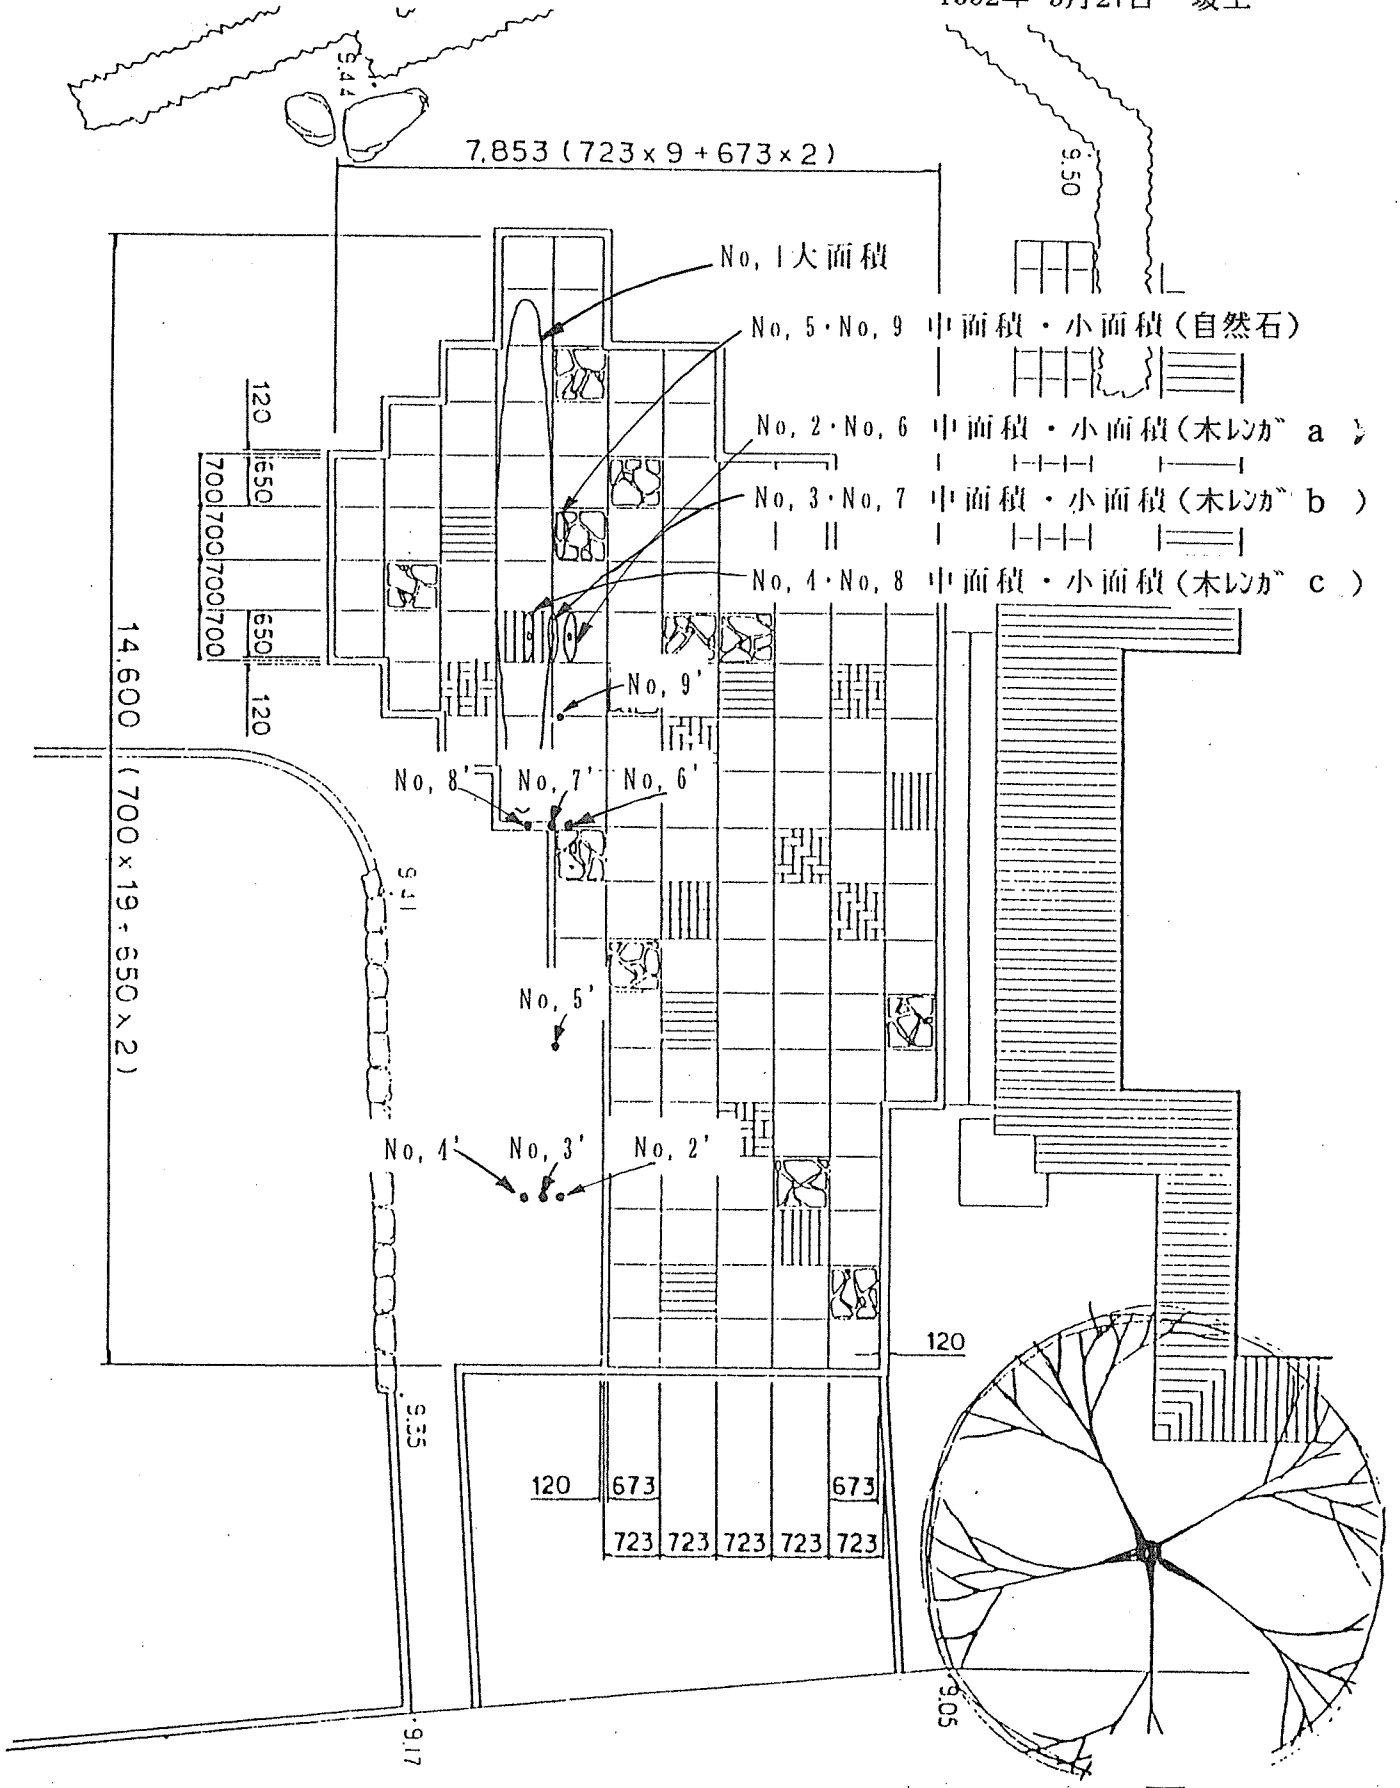 9.44
7,853 (723×9+673×2)
9.50
No, 1大面積
No, 5・No, 9 中面積・小面積(自然石)
No, 2・No, 6 中面積・小面積(木レンガ a )
No, 3・No, 7 中面積・小面積(木レンガ b )
No, 4・No, 8 中面積・小面積(木レンガ c )
120
650
700 700 700 700
650
120
14,600 (700×19+650×2)
No, 9'
No, 8' No, 7' No, 6'
9.41
No, 5'
No, 4' No, 3' No, 2'
120
9.35
120 673 673
723 723 723 723 723
9.05
9.17